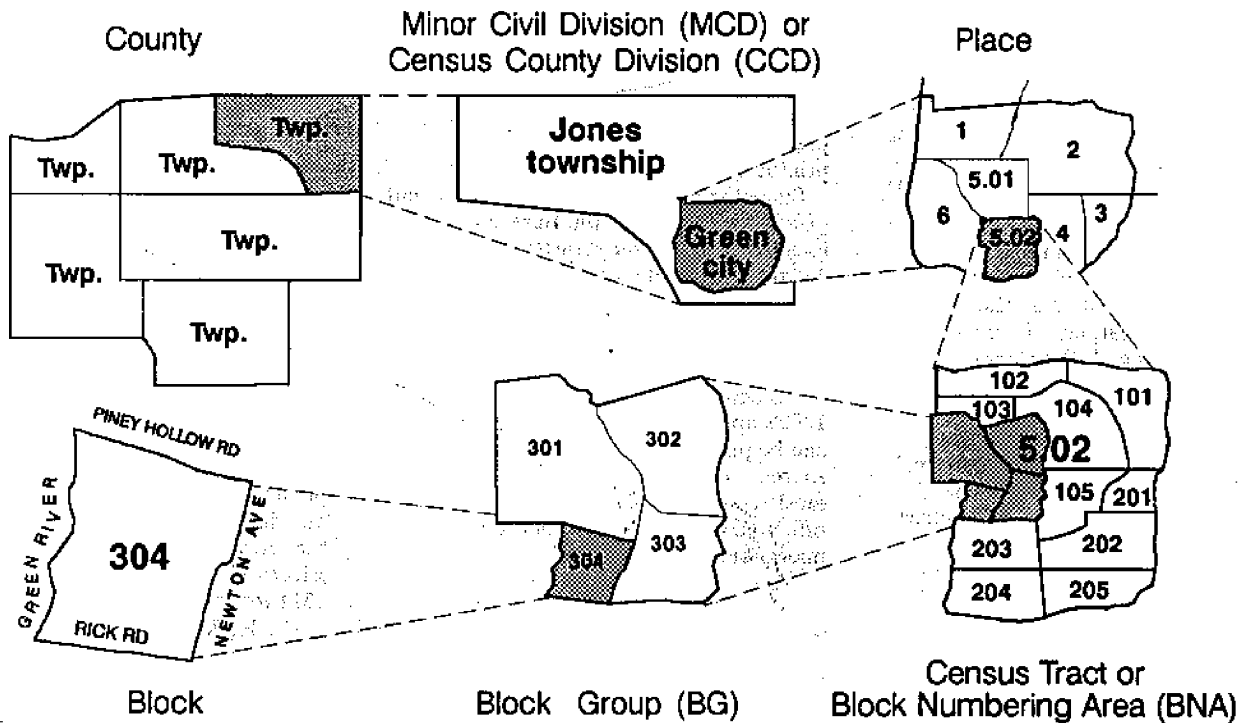 County
Twp.
Twp.
Twp.
Twp.
Twp.
Twp.
Minor Civil Division (MCD) or
Census County Division (CCD)
Jones
township
Green
city
Place
1
2
5.01
6
5.02
4
3
PINEY HOLLOW RD
GREEN RIVER
304
NEWTON AVE
RICK RD
Block
301
302
304
303
Block Group (BG)
102
101
103
104
5.02
105
201
203
202
204
205
Census Tract or
Block Numbering Area (BNA)